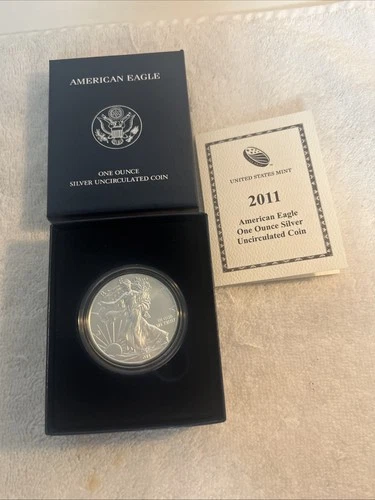 AMERICAN EAGLE
ONE OUNCE
SILVER UNCIRCULATED COIN
UNITED STATES MINT
2011
American Eagle
One Ounce Silver
Uncirculated Coin